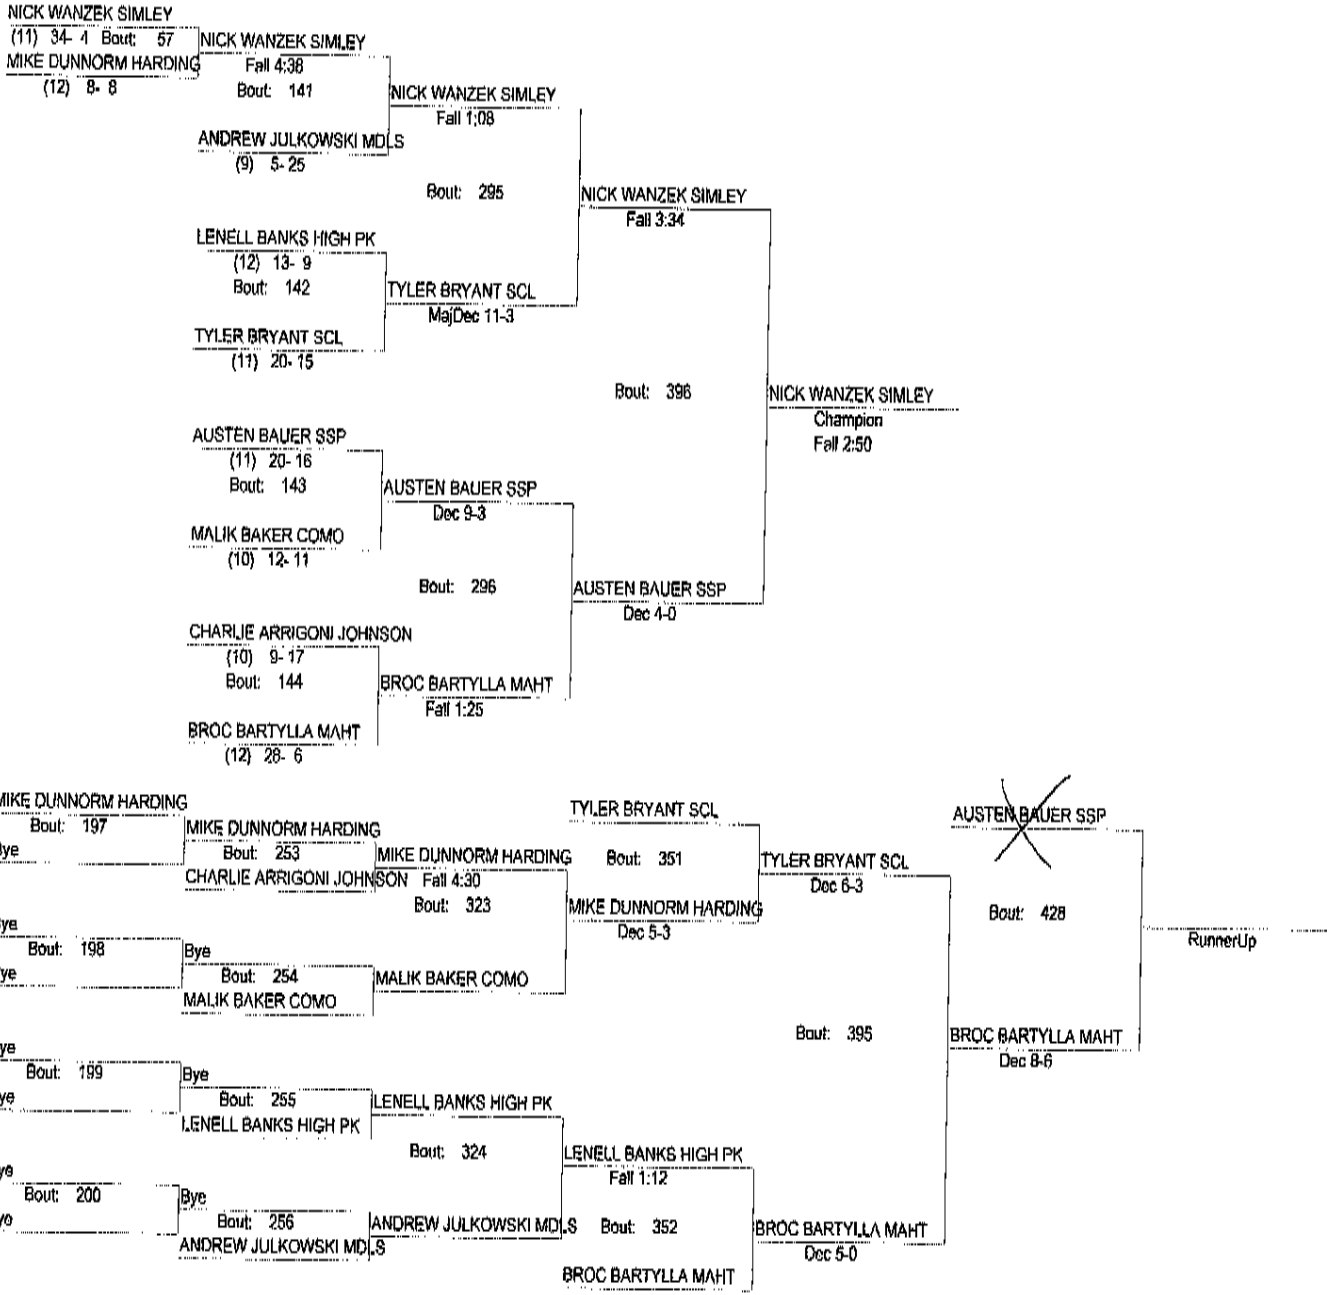 NICK WANZEK SIMLEY
(11) 34- 4 Bout: 57
MIKE DUNNORM HARDING
(12) 8- 8
NICK WANZEK SIMLEY
Fall 4:38
Bout: 141
ANDREW JULKOWSKI MDLS
(9) 5- 25
NICK WANZEK SIMLEY
Fall 1:08
Bout: 295
LENELL BANKS HIGH PK
(12) 13- 9
Bout: 142
TYLER BRYANT SCL
(11) 20- 15
TYLER BRYANT SCL
MajDec 11-3
NICK WANZEK SIMLEY
Fall 3:34
Bout: 396
NICK WANZEK SIMLEY
Champion
Fall 2:50
AUSTEN BAUER SSP
(11) 20- 16
Bout: 143
MALIK BAKER COMO
(10) 12- 11
AUSTEN BAUER SSP
Dec 9-3
Bout: 296
AUSTEN BAUER SSP
Dec 4-0
CHARLIE ARRIGONI JOHNSON
(10) 9- 17
Bout: 144
BROC BARTYLLA MAHT
(12) 28- 6
BROC BARTYLLA MAHT
Fall 1:25
MIKE DUNNORM HARDING
Bout: 197
Bye
MIKE DUNNORM HARDING
Bout: 253
CHARLIE ARRIGONI JOHNSON
MIKE DUNNORM HARDING
Fall 4:30
Bout: 323
Bye
Bout: 198
Bye
Bye
Bout: 254
MALIK BAKER COMO
MALIK BAKER COMO
TYLER BRYANT SCL
Bout: 351
MIKE DUNNORM HARDING
Dec 5-3
TYLER BRYANT SCL
Dec 6-3
AUSTEN BAUER SSP
Bout: 428
RunnerUp
Bout: 395
BROC BARTYLLA MAHT
Dec 8-6
ye
Bout: 199
ye
Bye
Bout: 255
LENELL BANKS HIGH PK
LENELL BANKS HIGH PK
Bout: 324
ye
Bout: 200
ye
Bye
Bout: 256
ANDREW JULKOWSKI MDLS
ANDREW JULKOWSKI MDLS
LENELL BANKS HIGH PK
Fall 1:12
Bout: 352
BROC BARTYLLA MAHT
BROC BARTYLLA MAHT
Dec 5-0